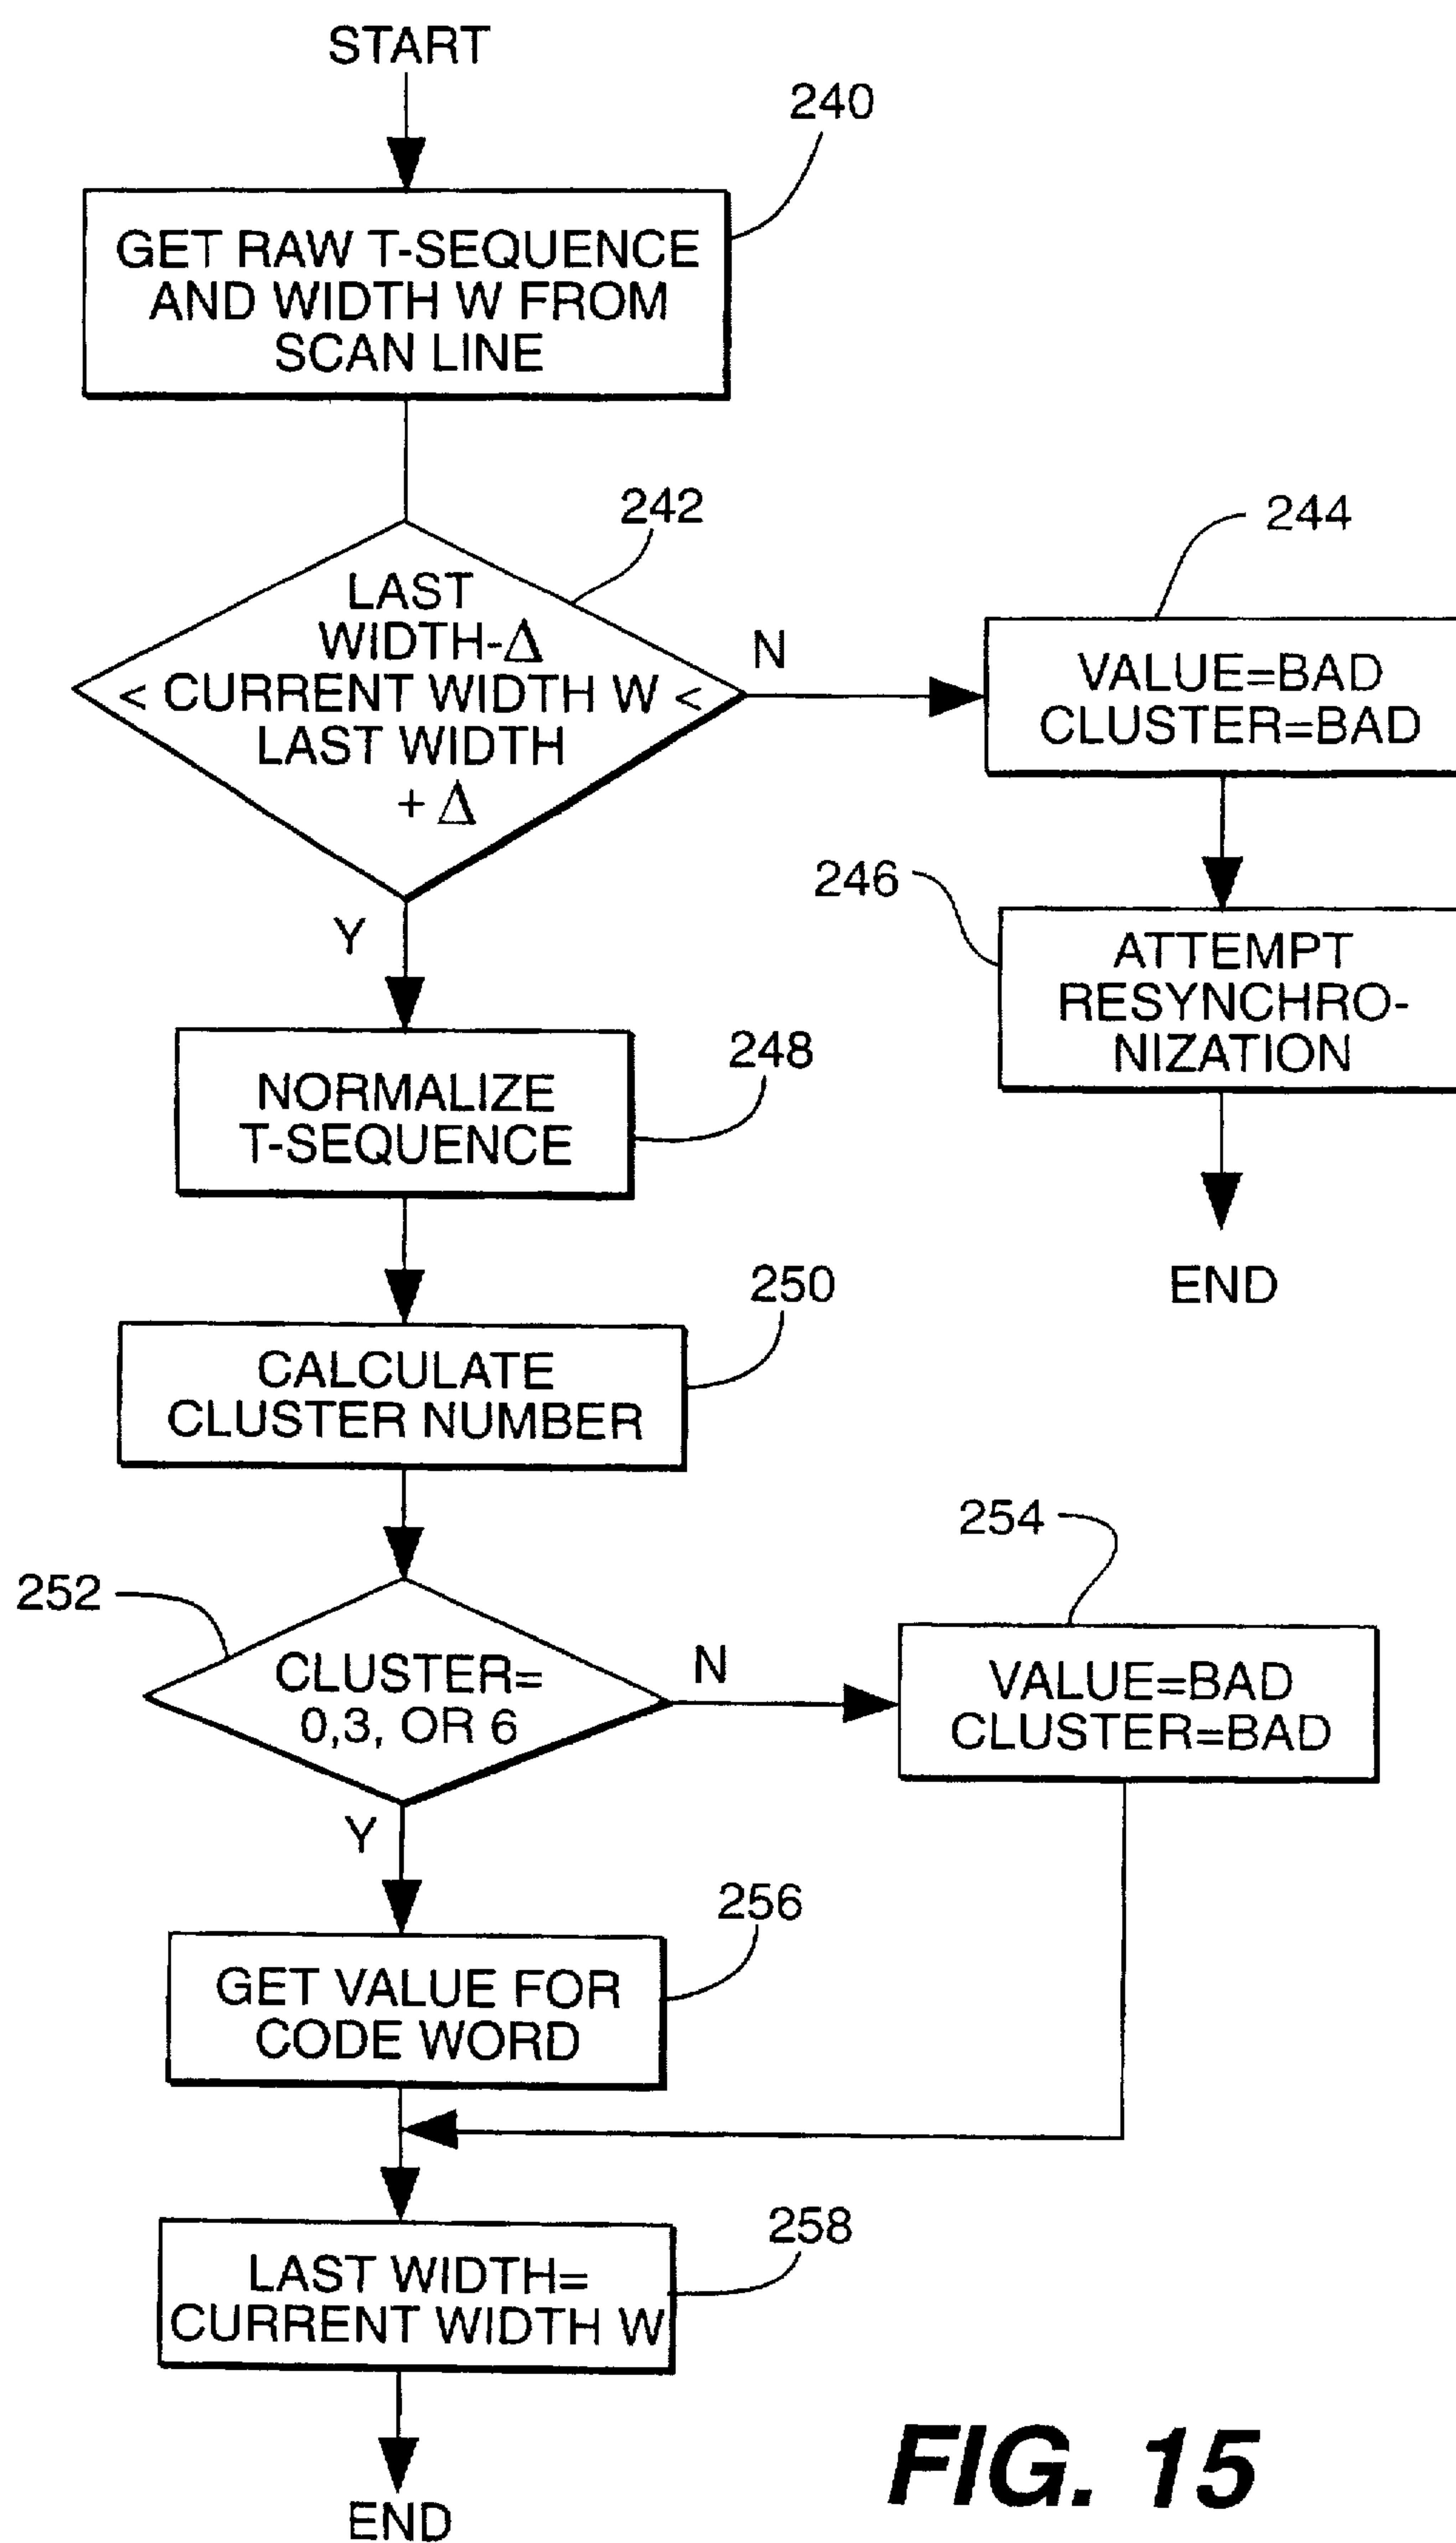 START
240
GET RAW T-SEQUENCE
AND WIDTH W FROM
SCAN LINE
242
LAST
WIDTH-Δ
< CURRENT WIDTH W <
LAST WIDTH
+ Δ
N
244
VALUE=BAD
CLUSTER=BAD
246
ATTEMPT
RESYNCHRO-
NIZATION
END
Y
248
NORMALIZE
T-SEQUENCE
250
CALCULATE
CLUSTER NUMBER
252
CLUSTER=
0,3, OR 6
N
254
VALUE=BAD
CLUSTER=BAD
Y
256
GET VALUE FOR
CODE WORD
258
LAST WIDTH=
CURRENT WIDTH W
END
FIG. 15